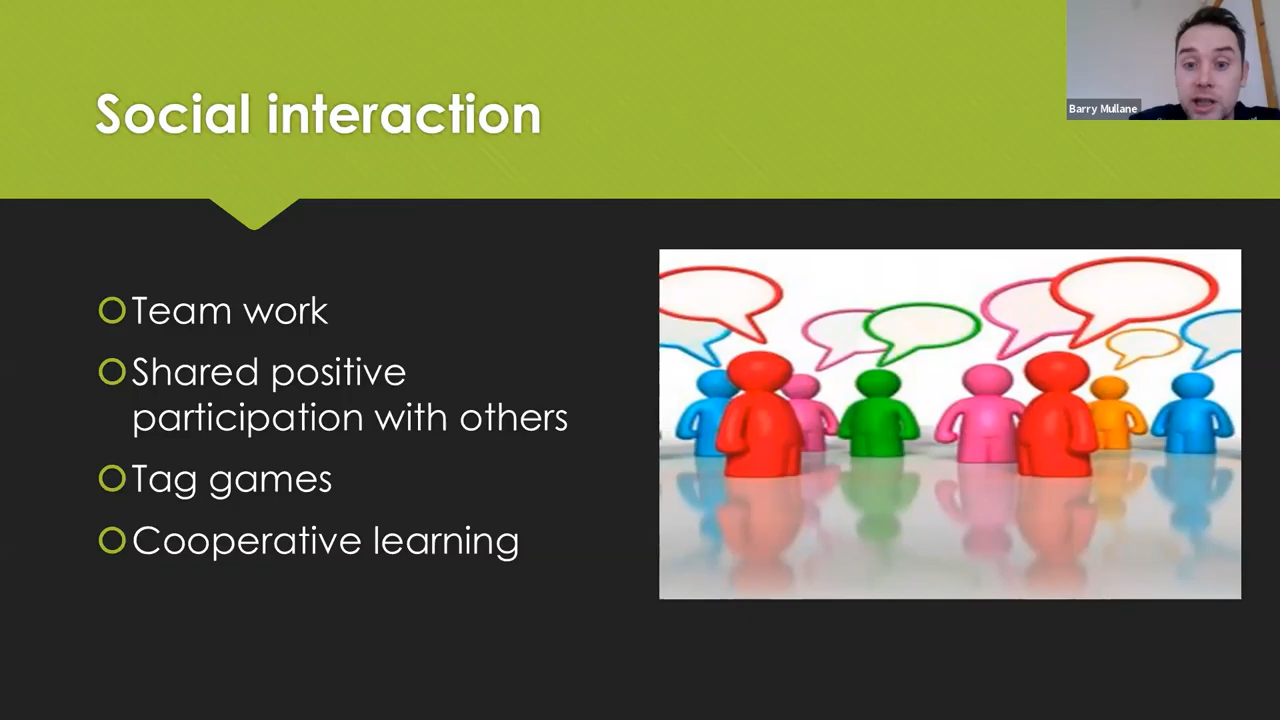 Social interaction
Barry Mullane
Team work
Shared positive
participation with others
Tag games
Cooperative learning